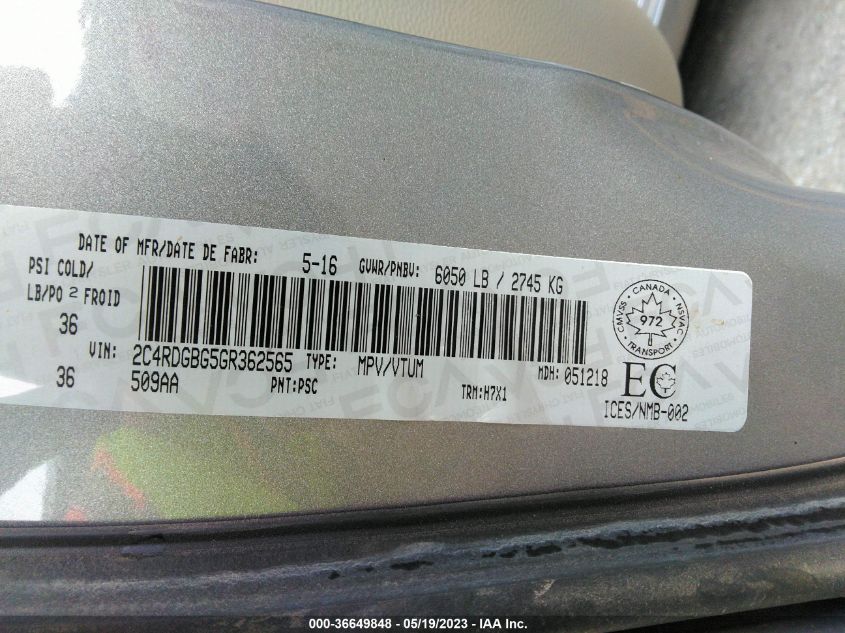 DATE OF MFR/DATE DE FABR: 5-16 GVWR/PNBV: 6050 LB / 2745 KG
PSI COLD/
LB/PO 2 FROID
36
VIN: 2C4RDGBG5GR362565 TYPE: MPV/VTUM MDH: 051218
36 509AA PNT:PSC TRM:H7X1
CANADA
CMVSS NSVAC
972
TRANSPORT
EC
ICES/NMB-002
000-36649848 - 05/19/2023 - IAA Inc.